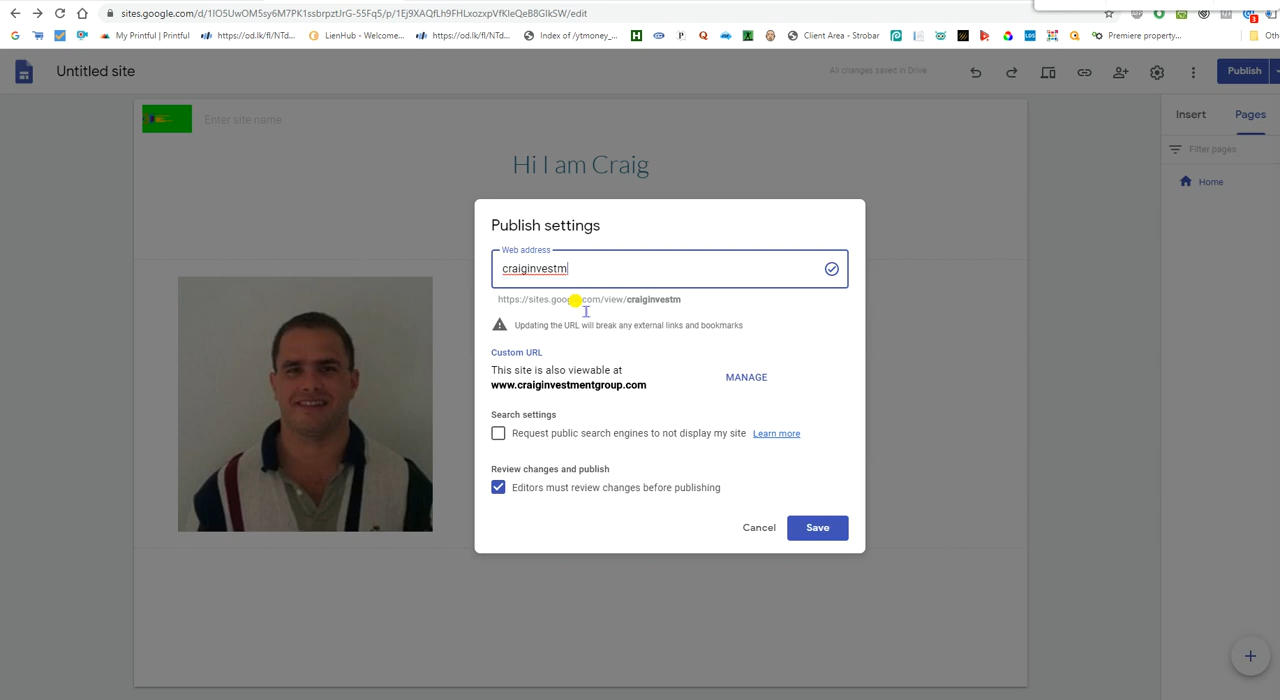 sites.google.com/d/1IO5UwOM5sy6M7PK1ssbrpztJrG-55Fq5/p/1Ej9XAQfLh9FHLxozxpVfKleQeB8GlkSW/edit
My Printful | Printful
https://od.lk/fl/NTd...
LienHub - Welcome...
https://od.lk/fl/NTd...
Index of /ytmoney_...
Client Area - Strobar
Premiere property...
Oth
Untitled site
All changes saved in Drive
Publish
Enter site name
Insert
Pages
Hi I am Craig
Filter pages
Home
Publish settings
Web address
craiginvestm
https://sites.google.com/view/craiginvestm
Updating the URL will break any external links and bookmarks
Custom URL
This site is also viewable at
www.craiginvestmentgroup.com
MANAGE
Search settings
Request public search engines to not display my site Learn more
Review changes and publish
Editors must review changes before publishing
Cancel
Save